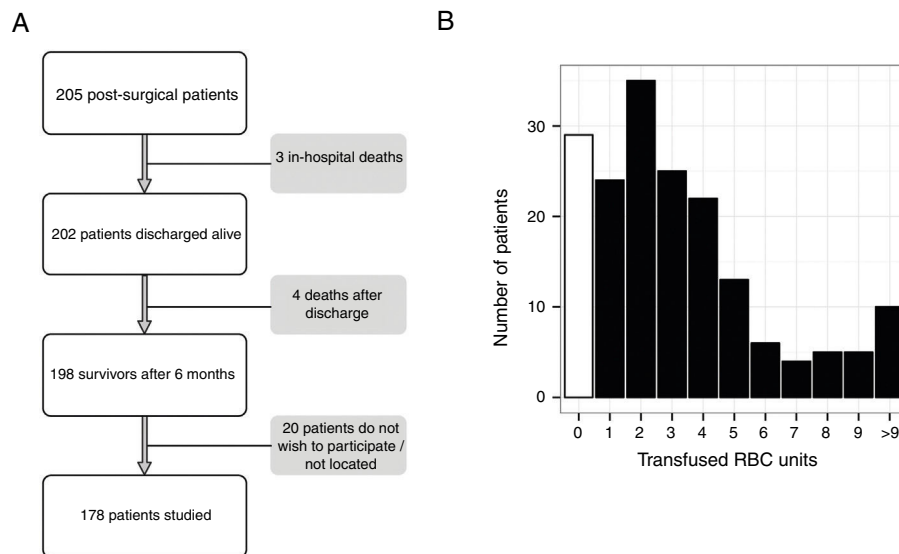 A
205 post-surgical patients
3 in-hospital deaths
202 patients discharged alive
4 deaths after
discharge
198 survivors after 6 months
20 patients do not
wish to participate /
not located
178 patients studied
B
Number of patients
30
20
10
0
0 1 2 3 4 5 6 7 8 9 >9
Transfused RBC units